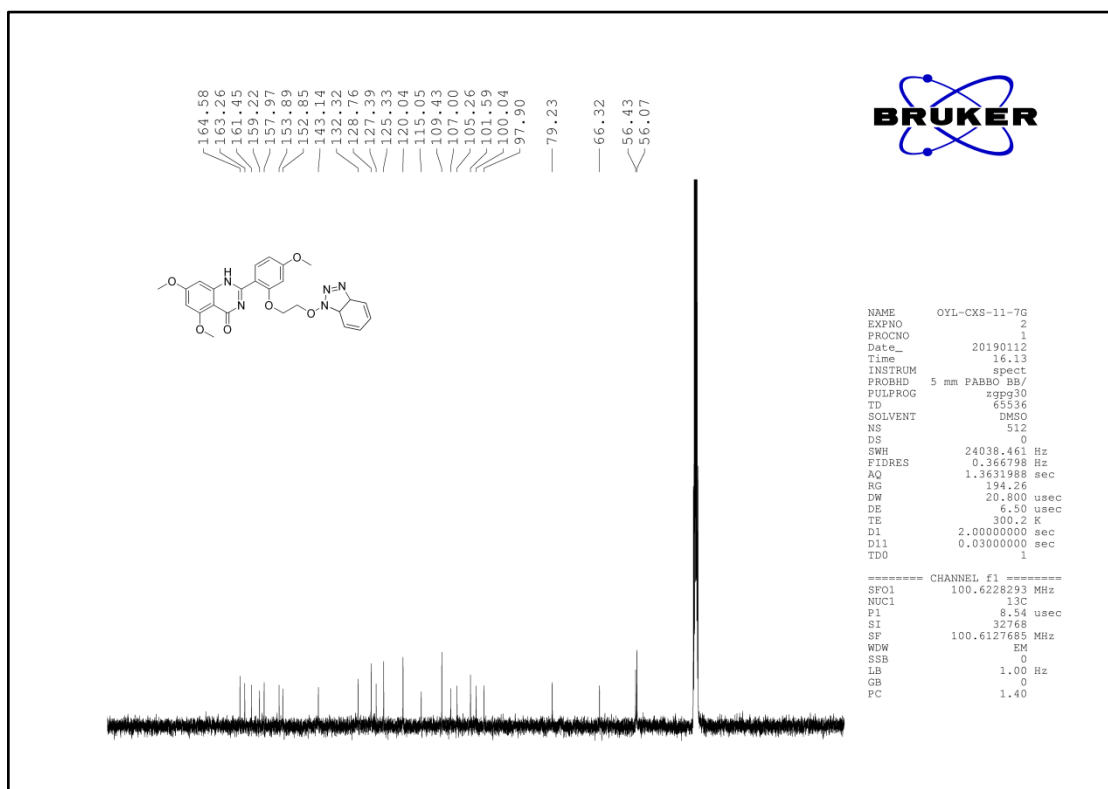 164.58
163.26
161.45
159.22
157.97
153.89
152.85
143.14
132.32
128.76
127.39
125.33
120.04
115.05
109.43
107.00
105.26
101.59
100.04
97.90
79.23
66.32
56.43
56.07
BRUKER
O
H
N
O
N
O
O
O
O
N
N
N
NAME OYL-CXS-11-7G
EXPNO 2
PROCNO 1
Date_ 20190112
Time 16.13
INSTRUM spect
PROBHD 5 mm PABBO BB/
PULPROG zgpg30
TD 65536
SOLVENT DMSO
NS 512
DS 0
SWH 24038.461 Hz
FIDRES 0.366798 Hz
AQ 1.3631988 sec
RG 194.26
DW 20.800 usec
DE 6.50 usec
TE 300.2 K
D1 2.00000000 sec
D11 0.03000000 sec
TD0 1
======== CHANNEL f1 ========
SFO1 100.6228293 MHz
NUC1 13C
P1 8.54 usec
SI 32768
SF 100.6127685 MHz
WDW EM
SSB 0
LB 1.00 Hz
GB 0
PC 1.40